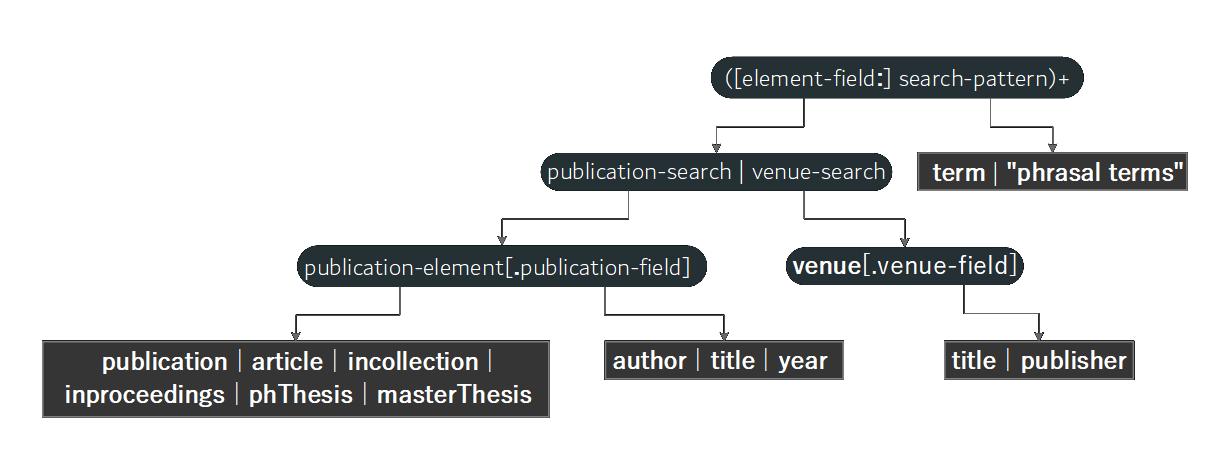 ([element-field:] search-pattern)+
publication-search | venue-search
term | "phrasal terms"
publication-element[.publication-field]
venue[.venue-field]
publication | article | incollection |
inproceedings | phThesis | masterThesis
author | title | year
title | publisher